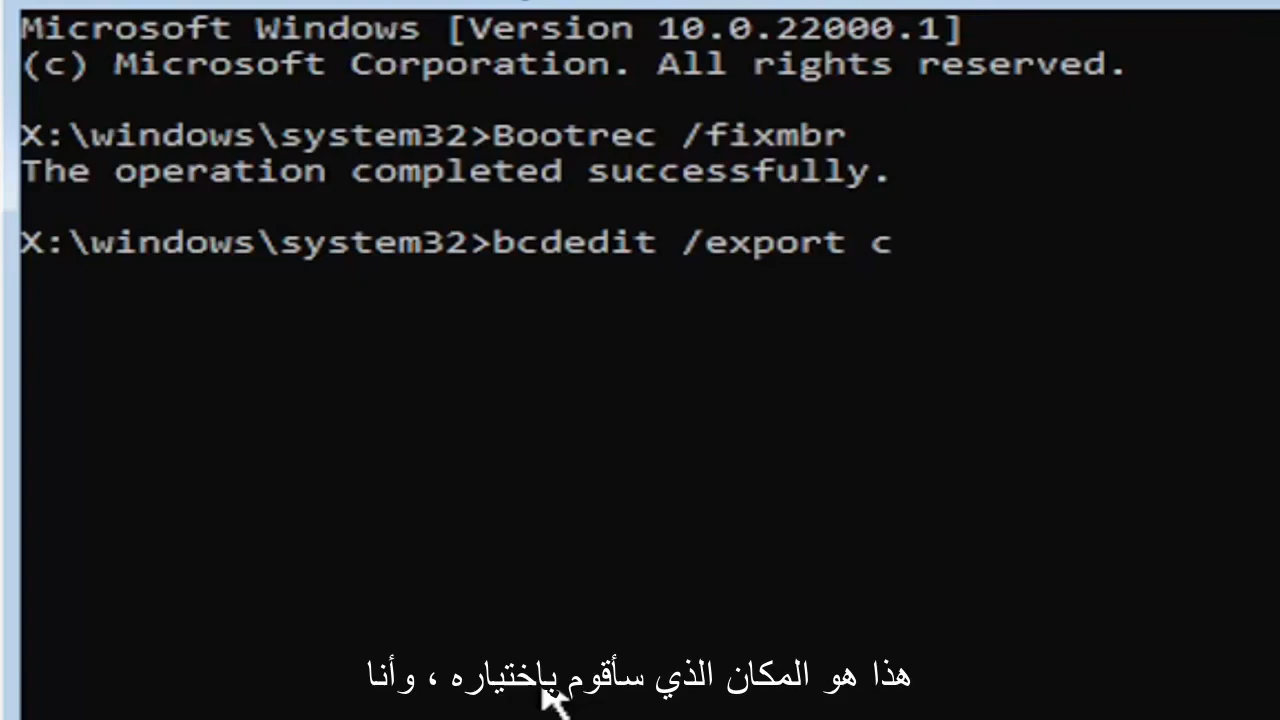 Microsoft Windows [Version 10.0.22000.1]
(c) Microsoft Corporation. All rights reserved.
X:\windows\system32>Bootrec /fixmbr
The operation completed successfully.
X:\windows\system32>bcdedit /export c
هذا هو المكان الذي سأقوم باختياره ، وأنا